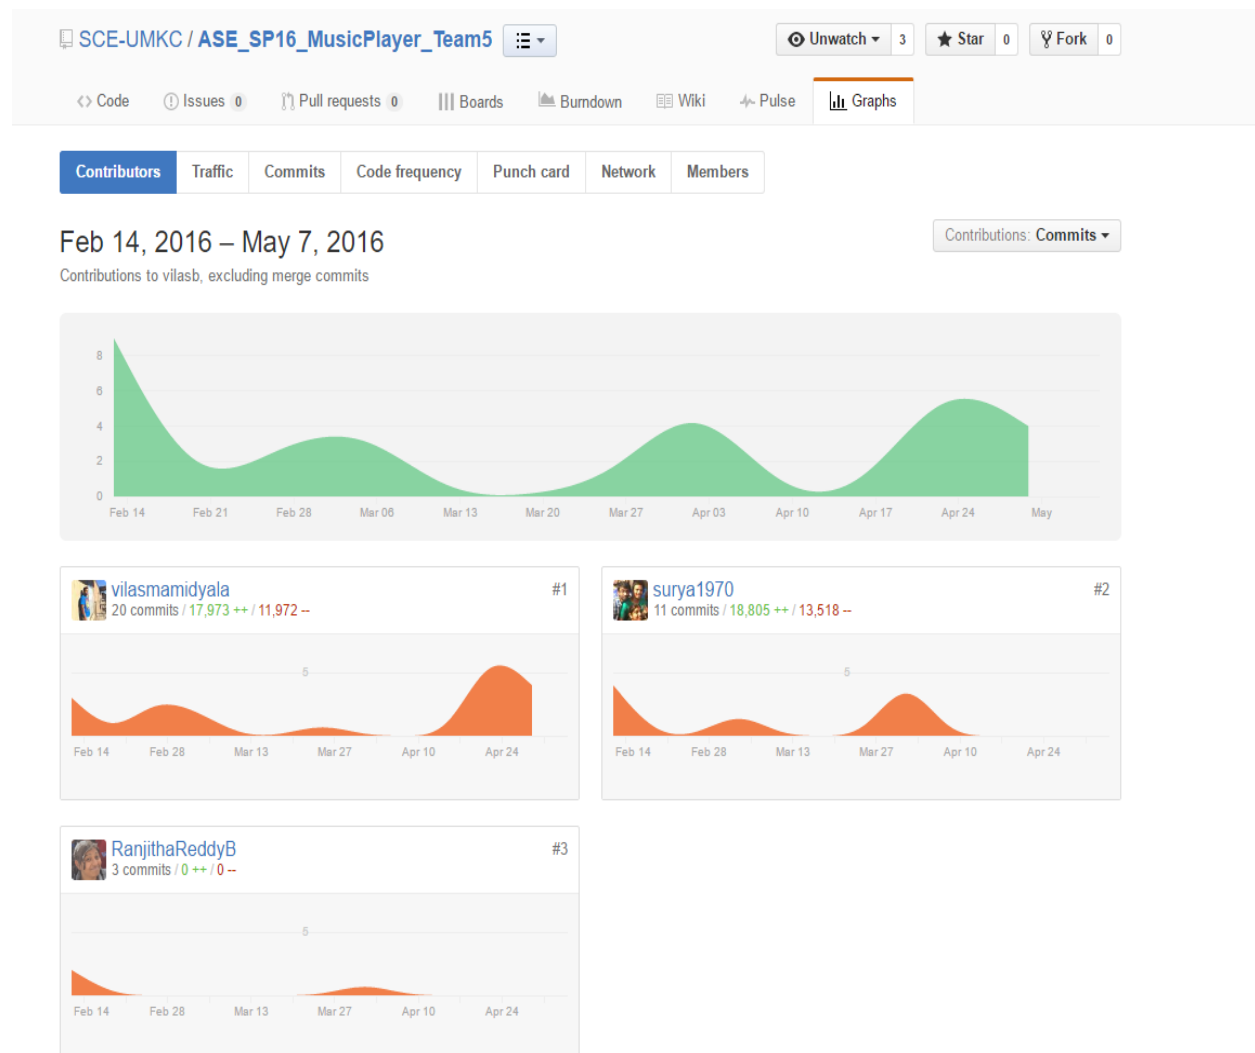 SCE-UMKC / ASE_SP16_MusicPlayer_Team5 Unwatch 3 Star 0 Fork 0
Code Issues 0 Pull requests 0 Boards Burndown Wiki Pulse Graphs
Contributors Traffic Commits Code frequency Punch card Network Members
Feb 14, 2016 – May 7, 2016 Contributions: Commits
Contributions to vilasb, excluding merge commits
8
6
4
2
0
Feb 14 Feb 21 Feb 28 Mar 06 Mar 13 Mar 20 Mar 27 Apr 03 Apr 10 Apr 17 Apr 24 May
vilasmamidyala #1
20 commits / 17,973 ++ / 11,972 --
5
Feb 14 Feb 28 Mar 13 Mar 27 Apr 10 Apr 24
surya1970 #2
11 commits / 18,805 ++ / 13,518 --
5
Feb 14 Feb 28 Mar 13 Mar 27 Apr 10 Apr 24
RanjithaReddyB #3
3 commits / 0 ++ / 0 --
5
Feb 14 Feb 28 Mar 13 Mar 27 Apr 10 Apr 24